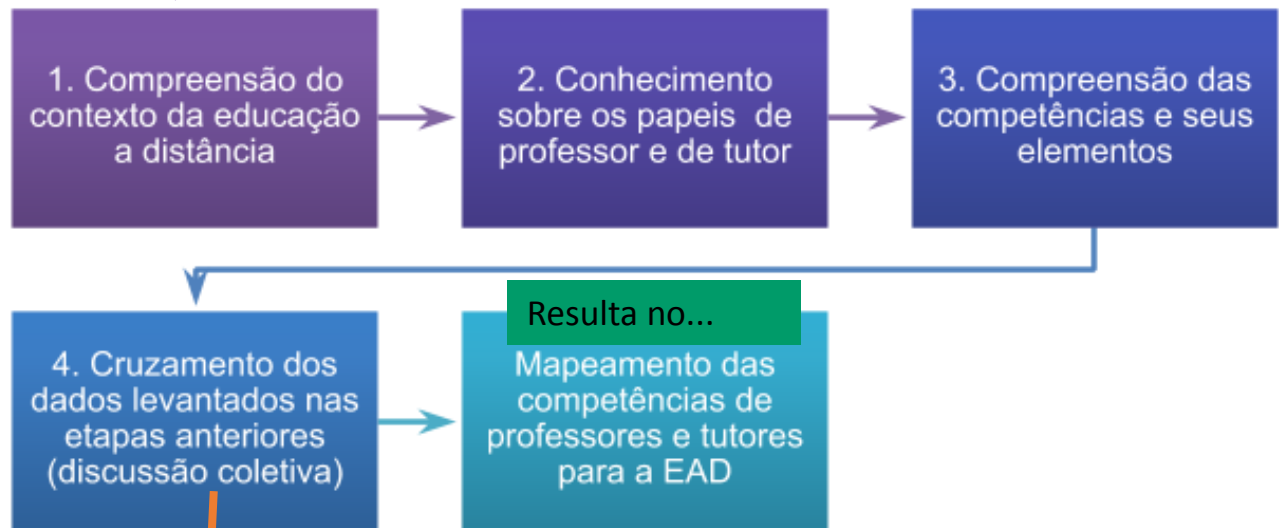 1. Compreensão do
contexto da educação
a distância
2. Conhecimento
sobre os papeis de
professor e de tutor
3. Compreensão das
competências e seus
elementos
4. Cruzamento dos
dados levantados nas
etapas anteriores
(discussão coletiva)
Resulta no...
Mapeamento das
competências de
professores e tutores
para a EAD